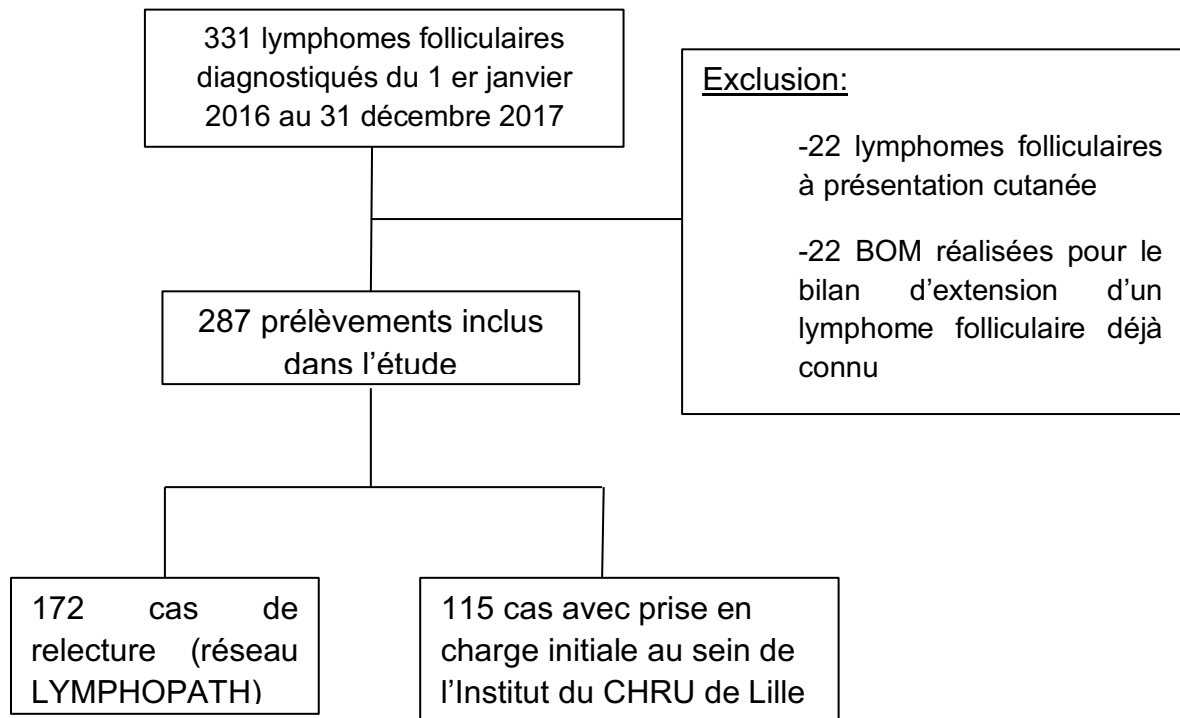 331 lymphomes folliculaires
diagnostiqués du 1 er janvier
2016 au 31 décembre 2017
Exclusion:
-22 lymphomes folliculaires
à présentation cutanée
-22 BOM réalisées pour le
bilan d’extension d’un
lymphome folliculaire déjà
connu
287 prélèvements inclus
dans l’étude
172 cas de
relecture (réseau
LYMPHOPATH)
115 cas avec prise en
charge initiale au sein de
l’Institut du CHRU de Lille